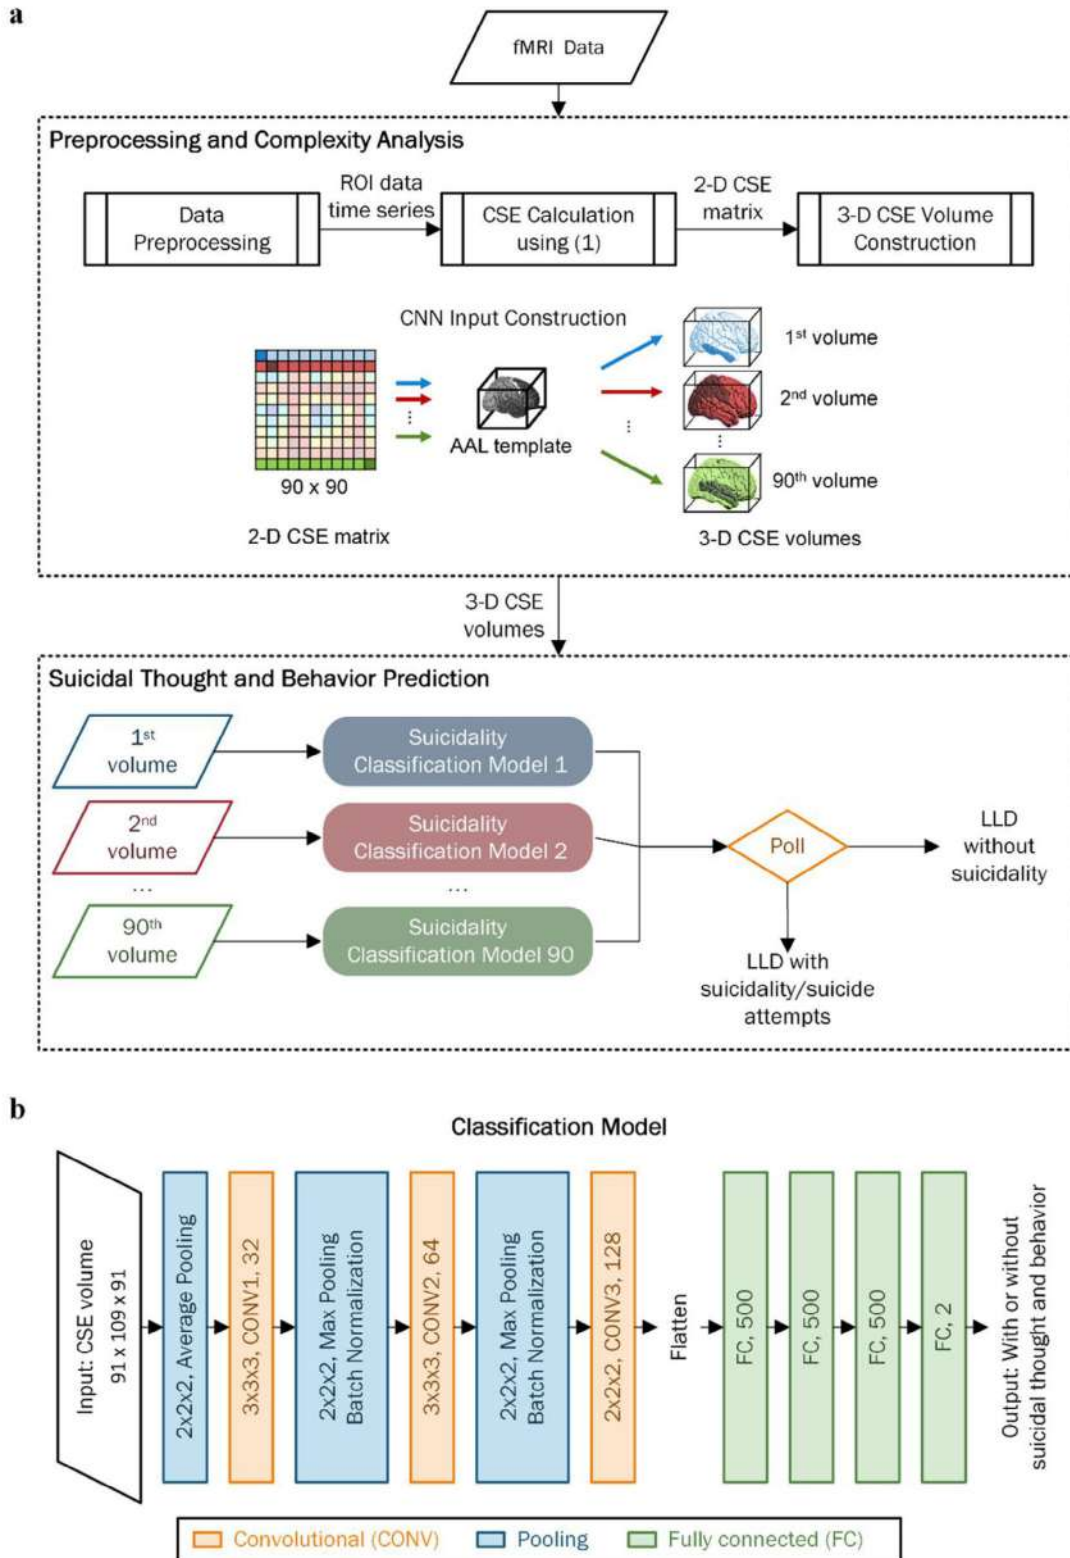 a
fMRI Data
Preprocessing and Complexity Analysis
Data
Preprocessing
ROI data
time series
CSE Calculation
using (1)
2-D CSE
matrix
3-D CSE Volume
Construction
CNN Input Construction
90 x 90
2-D CSE matrix
⋮
AAL template
⋮
1st volume
2nd volume
⋮
90th volume
3-D CSE volumes
3-D CSE
volumes
Suicidal Thought and Behavior Prediction
1st
volume
Suicidality
Classification Model 1
2nd
volume
Suicidality
Classification Model 2
...
...
90th
volume
Suicidality
Classification Model 90
Poll
LLD
without
suicidality
LLD with
suicidality/suicide
attempts
b
Classification Model
Input: CSE volume
91 x 109 x 91
2x2x2, Average Pooling
3x3x3, CONV1, 32
2x2x2, Max Pooling
Batch Normalization
3x3x3, CONV2, 64
2x2x2, Max Pooling
Batch Normalization
2x2x2, CONV3, 128
Flatten
FC, 500
FC, 500
FC, 500
FC, 2
Output: With or without
suicidal thought and behavior
Convolutional (CONV)
Pooling
Fully connected (FC)